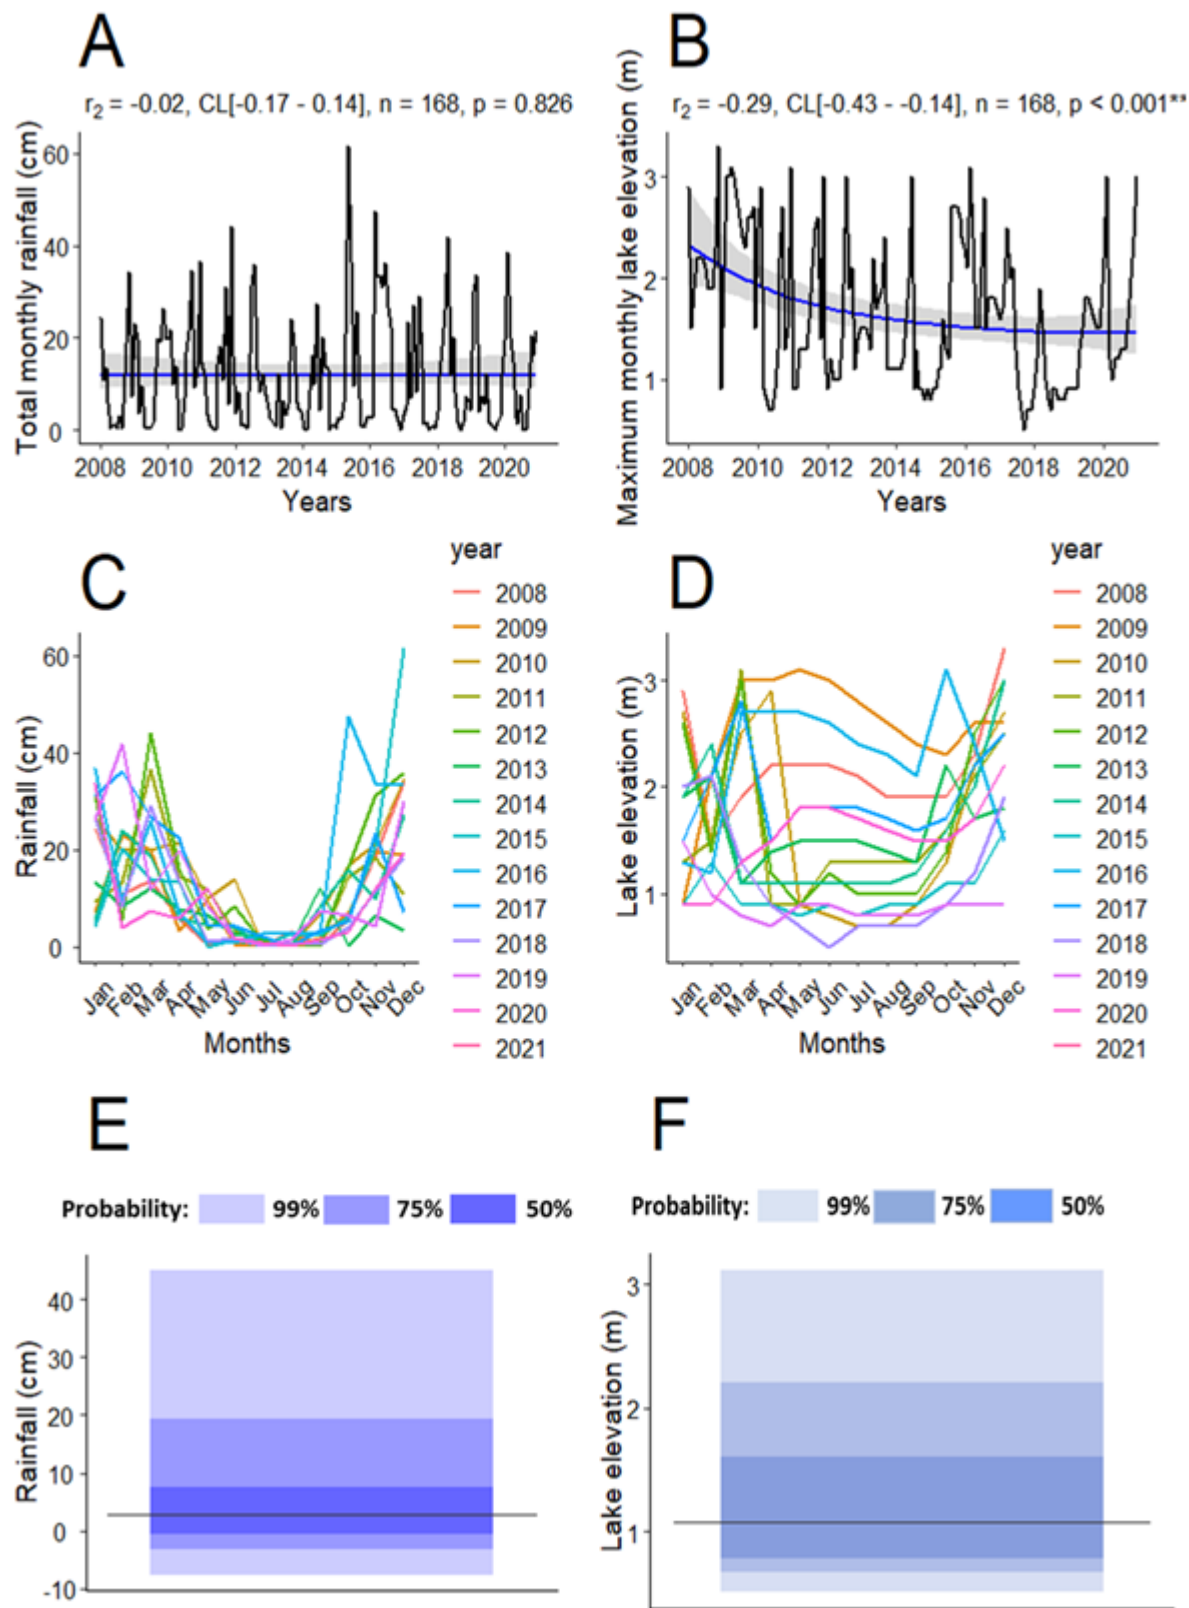 A
r2 = -0.02, CL[-0.17 - 0.14], n = 168, p = 0.826
Total monthly rainfall (cm)
60
40
20
0
2008 2010 2012 2014 2016 2018 2020
Years
B
r2 = -0.29, CL[-0.43 - -0.14], n = 168, p < 0.001**
Maximum monthly lake elevation (m)
3
2
1
2008 2010 2012 2014 2016 2018 2020
Years
C
Rainfall (cm)
60
40
20
0
Jan Feb Mar Apr May Jun Jul Aug Sep Oct Nov Dec
Months
year
2008
2009
2010
2011
2012
2013
2014
2015
2016
2017
2018
2019
2020
2021
D
Lake elevation (m)
3
2
1
Jan Feb Mar Apr May Jun Jul Aug Sep Oct Nov Dec
Months
year
2008
2009
2010
2011
2012
2013
2014
2015
2016
2017
2018
2019
2020
2021
E
Probability: 99% 75% 50%
Rainfall (cm)
40
30
20
10
0
-10
F
Probability: 99% 75% 50%
Lake elevation (m)
3
2
1